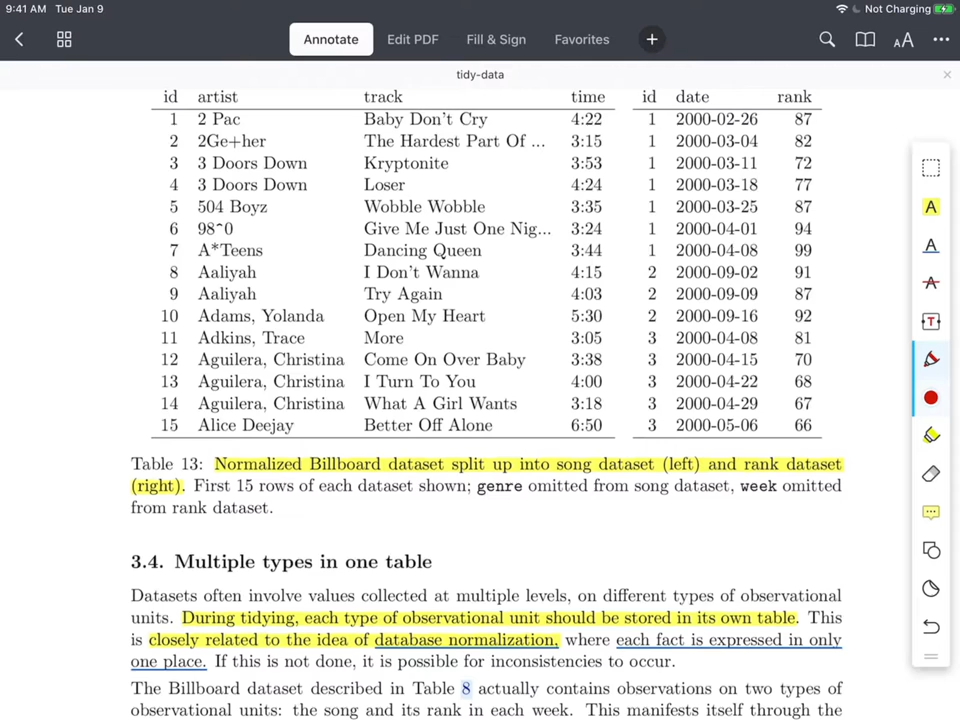 9:41 AM Tue Jan 9 Not Charging
Annotate Edit PDF Fill & Sign Favorites
tidy-data
id artist track time id date rank
1 2 Pac Baby Don't Cry 4:22 1 2000-02-26 87
2 2Ge+her The Hardest Part Of ... 3:15 1 2000-03-04 82
3 3 Doors Down Kryptonite 3:53 1 2000-03-11 72
4 3 Doors Down Loser 4:24 1 2000-03-18 77
5 504 Boyz Wobble Wobble 3:35 1 2000-03-25 87
6 98^0 Give Me Just One Nig... 3:24 1 2000-04-01 94
7 A*Teens Dancing Queen 3:44 1 2000-04-08 99
8 Aaliyah I Don't Wanna 4:15 2 2000-09-02 91
9 Aaliyah Try Again 4:03 2 2000-09-09 87
10 Adams, Yolanda Open My Heart 5:30 2 2000-09-16 92
11 Adkins, Trace More 3:05 3 2000-04-08 81
12 Aguilera, Christina Come On Over Baby 3:38 3 2000-04-15 70
13 Aguilera, Christina I Turn To You 4:00 3 2000-04-22 68
14 Aguilera, Christina What A Girl Wants 3:18 3 2000-04-29 67
15 Alice Deejay Better Off Alone 6:50 3 2000-05-06 66
Table 13: Normalized Billboard dataset split up into song dataset (left) and rank dataset
(right). First 15 rows of each dataset shown; genre omitted from song dataset, week omitted
from rank dataset.
3.4. Multiple types in one table
Datasets often involve values collected at multiple levels, on different types of observational
units. During tidying, each type of observational unit should be stored in its own table. This
is closely related to the idea of database normalization, where each fact is expressed in only
one place. If this is not done, it is possible for inconsistencies to occur.
The Billboard dataset described in Table 8 actually contains observations on two types of
observational units: the song and its rank in each week. This manifests itself through the